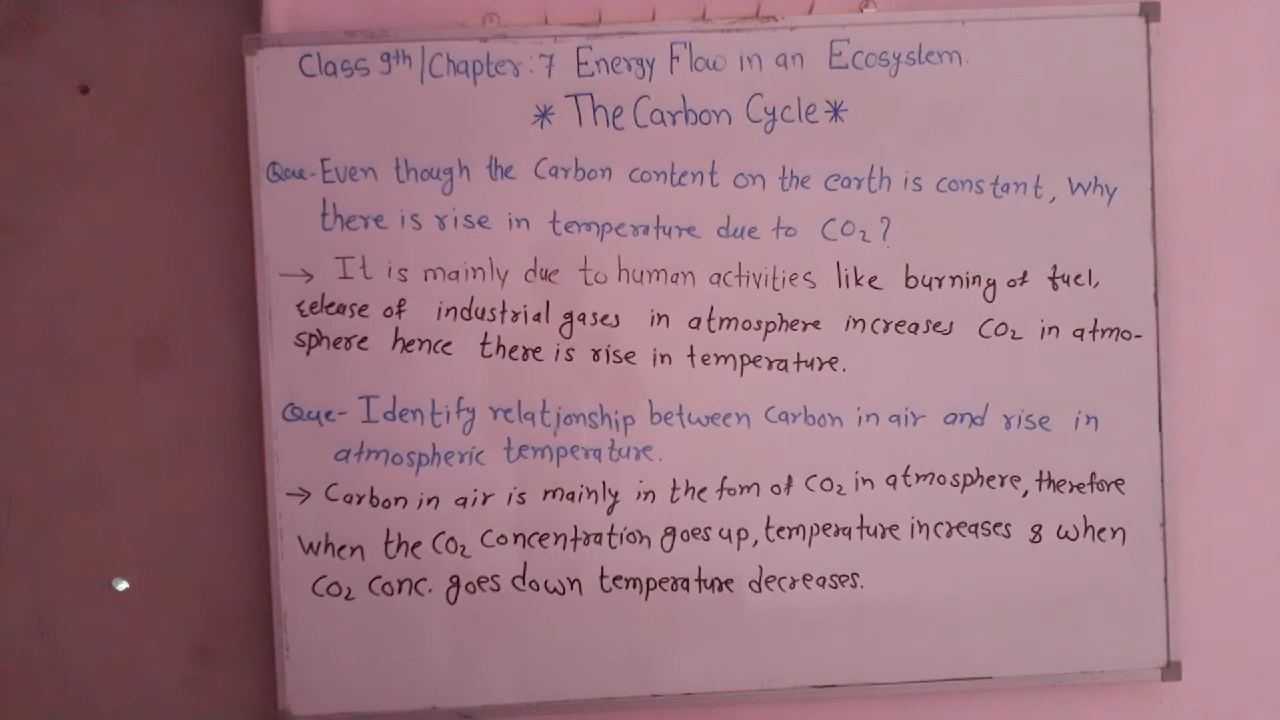 Class 9th/Chapter:7 Energy Flow in an Ecosystem.
* The Carbon Cycle *
Que-Even though the Carbon content on the earth is constant, Why
there is rise in temperature due to CO₂?
→ It is mainly due to human activities like burning of fuel,
release of industrial gases in atmosphere increases CO₂ in atmo-
sphere hence there is rise in temperature.
Que- Identify relationship between Carbon in air and rise in
atmospheric temperature.
→ Carbon in air is mainly in the fom of CO₂ in atmosphere, therefore
when the CO₂ concentration goes up, temperature increases & when
CO₂ conc. goes down temperature decreases.